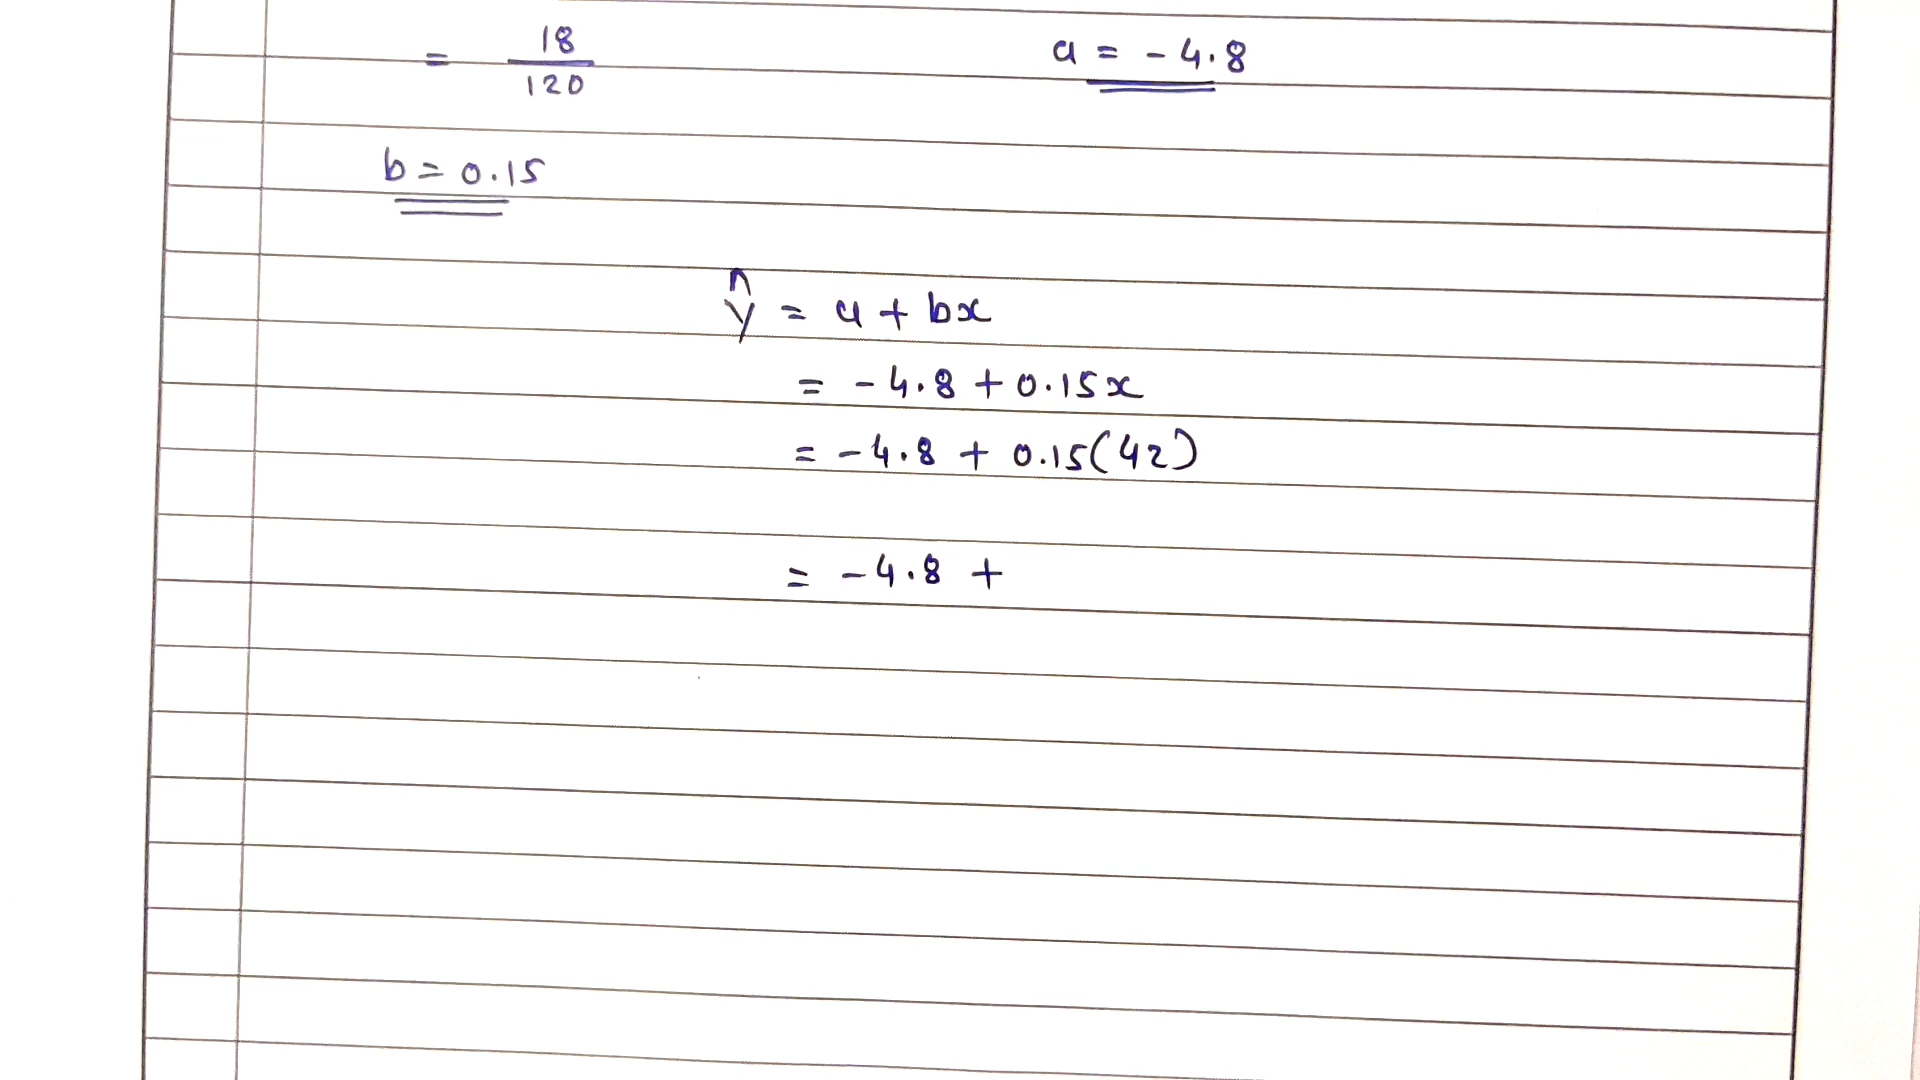 = 18/120
a = -4.8
b = 0.15
ŷ = a + bx
= -4.8 + 0.15x
= -4.8 + 0.15(42)
= -4.8 +